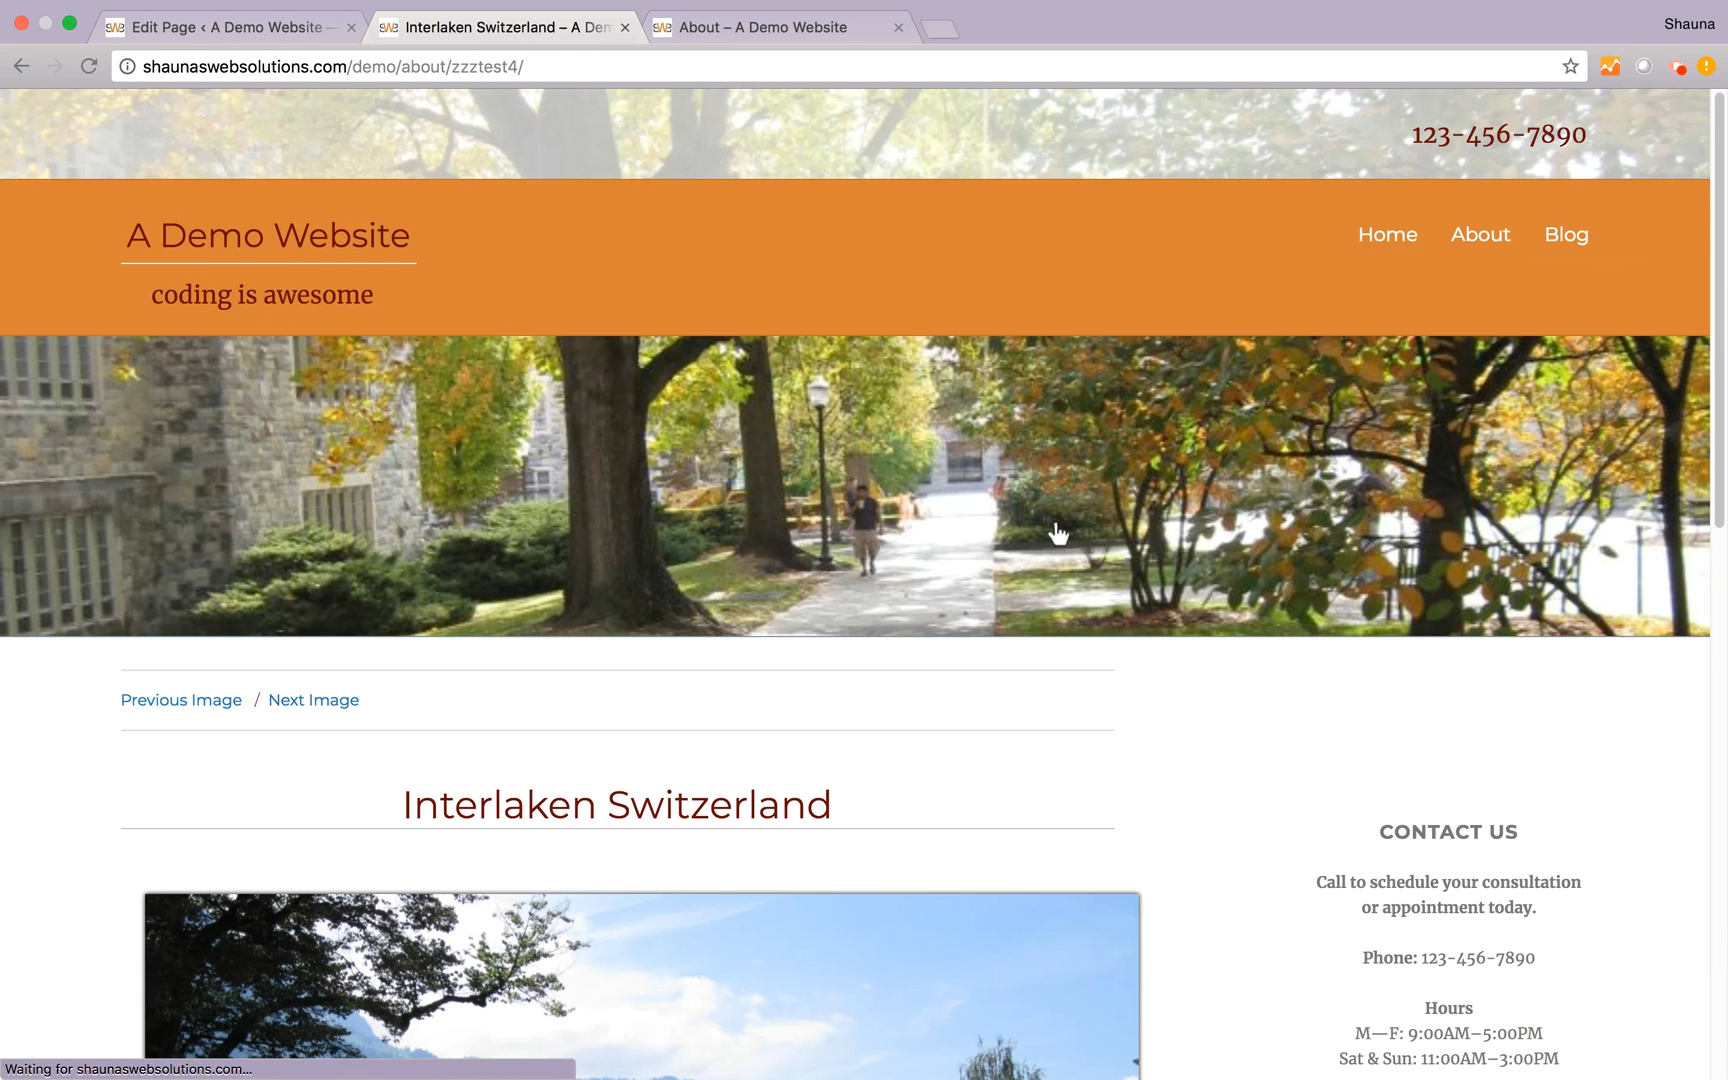 Edit Page ‹ A Demo Website —
Interlaken Switzerland – A Dem
About – A Demo Website
Shauna
shaunaswebsolutions.com/demo/about/zzztest4/
123-456-7890
A Demo Website
coding is awesome
Home About Blog
Previous Image / Next Image
Interlaken Switzerland
CONTACT US
Call to schedule your consultation
or appointment today.
Phone: 123-456-7890
Hours
M—F: 9:00AM–5:00PM
Sat & Sun: 11:00AM–3:00PM
Waiting for shaunaswebsolutions.com...